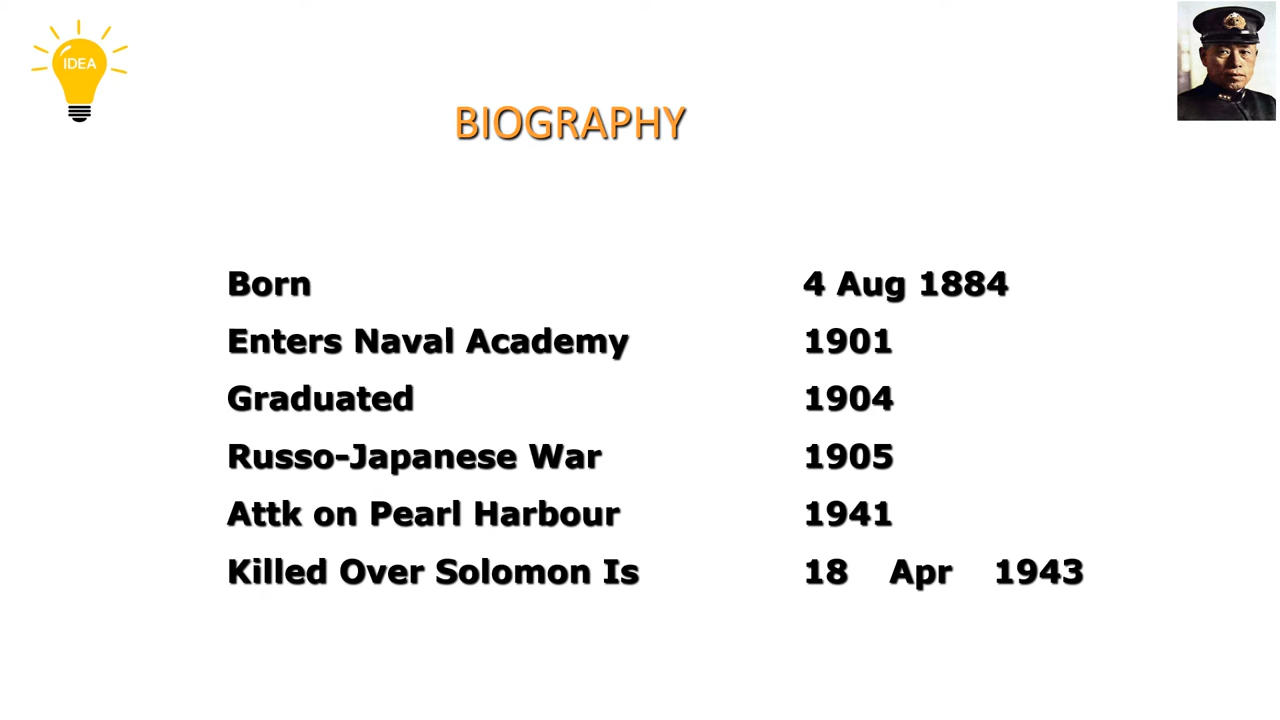 IDEA
BIOGRAPHY
Born 4 Aug 1884
Enters Naval Academy 1901
Graduated 1904
Russo-Japanese War 1905
Attk on Pearl Harbour 1941
Killed Over Solomon Is 18 Apr 1943